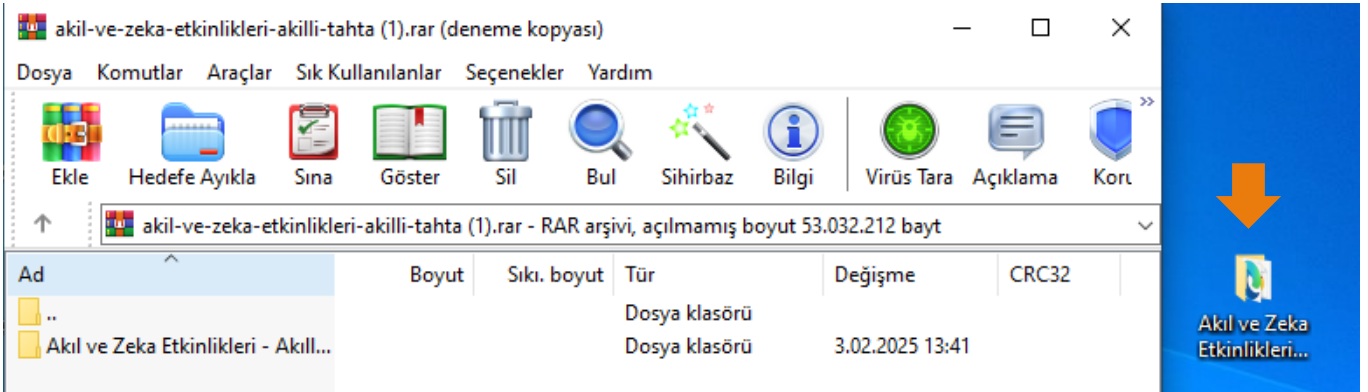 akil-ve-zeka-etkinlikleri-akilli-tahta (1).rar (deneme kopyası)
Dosya Komutlar Araçlar Sık Kullanılanlar Seçenekler Yardım
Ekle Hedefe Ayıkla Sına Göster Sil Bul Sihirbaz Bilgi Virüs Tara Açıklama Koru
akil-ve-zeka-etkinlikleri-akilli-tahta (1).rar - RAR arşivi, açılmamış boyut 53.032.212 bayt
Ad Boyut Sıkı. boyut Tür Değişme CRC32
.. Dosya klasörü
Akıl ve Zeka Etkinlikleri - Akıll... Dosya klasörü 3.02.2025 13:41
Akıl ve Zeka
Etkinlikleri...